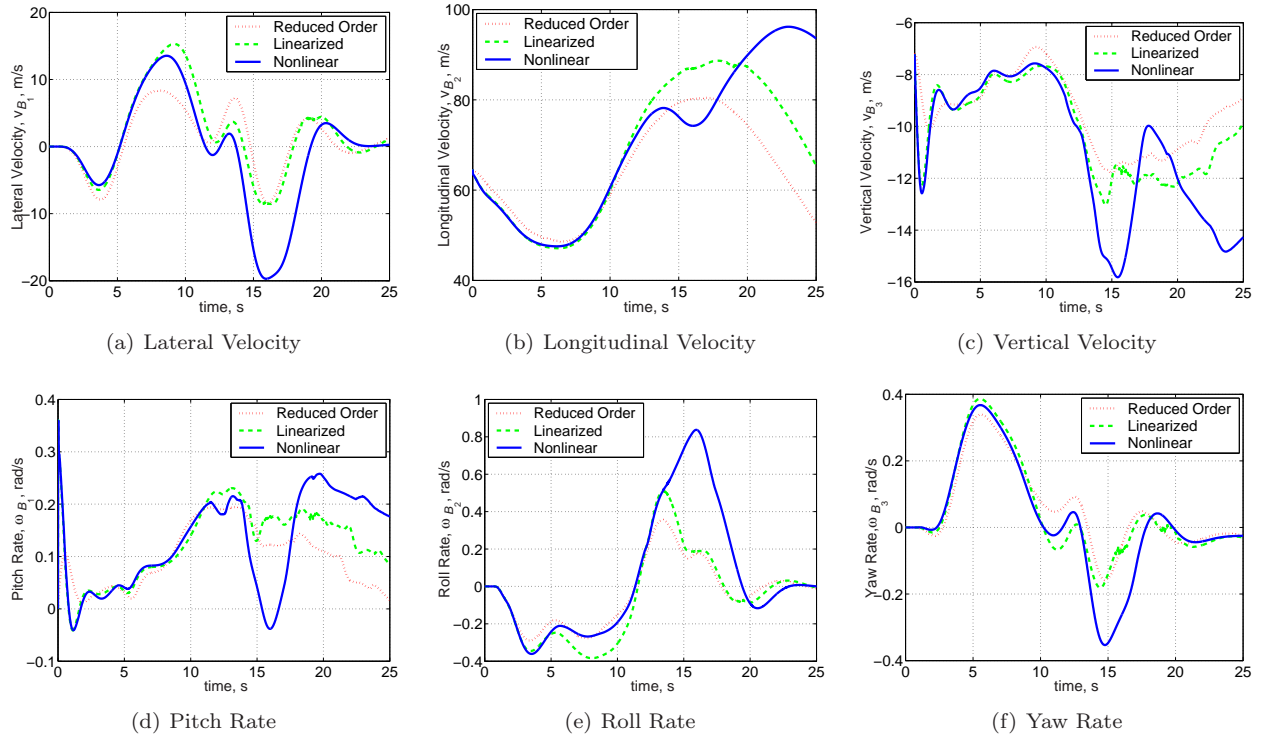 20
10
0
−10
−20
0 5 10 15 20 25
Lateral Velocity, v_B_1, m/s
time, s
Reduced Order
Linearized
Nonlinear
(a) Lateral Velocity
100
80
60
40
0 5 10 15 20 25
Longitudinal Velocity, v_B_2, m/s
time, s
Reduced Order
Linearized
Nonlinear
(b) Longitudinal Velocity
−6
−8
−10
−12
−14
−16
0 5 10 15 20 25
Vertical Velocity, v_B_3, m/s
time, s
Reduced Order
Linearized
Nonlinear
(c) Vertical Velocity
0.4
0.3
0.2
0.1
0
−0.1
0 5 10 15 20 25
Pitch Rate, ω_B_1, rad/s
time, s
Reduced Order
Linearized
Nonlinear
(d) Pitch Rate
1
0.8
0.6
0.4
0.2
0
−0.2
−0.4
0 5 10 15 20 25
Roll Rate, ω_B_2, rad/s
time, s
Reduced Order
Linearized
Nonlinear
(e) Roll Rate
0.4
0.2
0
−0.2
−0.4
0 5 10 15 20 25
Yaw Rate, ω_B_3, rad/s
time, s
Reduced Order
Linearized
Nonlinear
(f) Yaw Rate